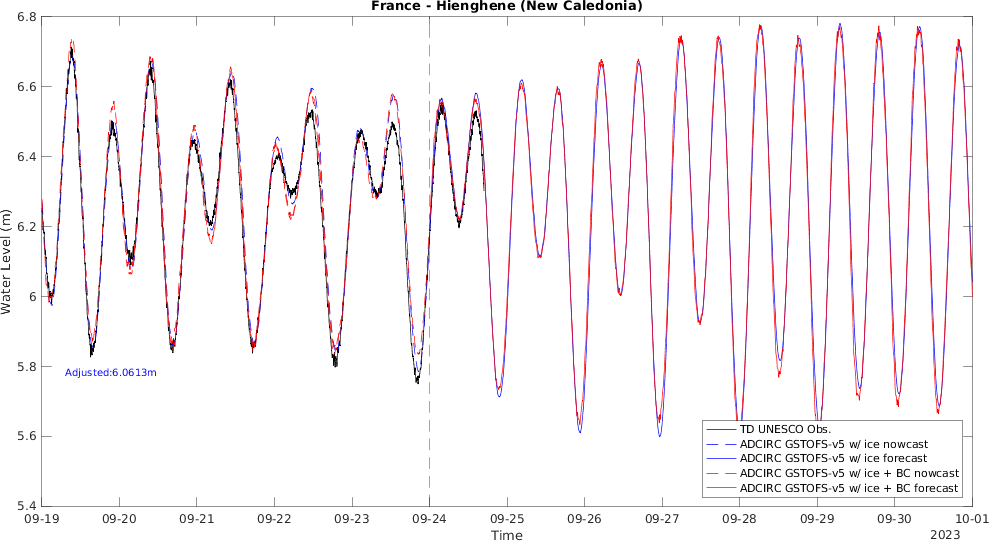 France - Hienghene (New Caledonia)
Water Level (m)
6.8
6.6
6.4
6.2
6
5.8
5.6
5.4
Adjusted:6.0613m
TD UNESCO Obs.
ADCIRC GSTOFS-v5 w/ ice nowcast
ADCIRC GSTOFS-v5 w/ ice forecast
ADCIRC GSTOFS-v5 w/ ice + BC nowcast
ADCIRC GSTOFS-v5 w/ ice + BC forecast
09-19 09-20 09-21 09-22 09-23 09-24 09-25 09-26 09-27 09-28 09-29 09-30 10-01
Time
2023